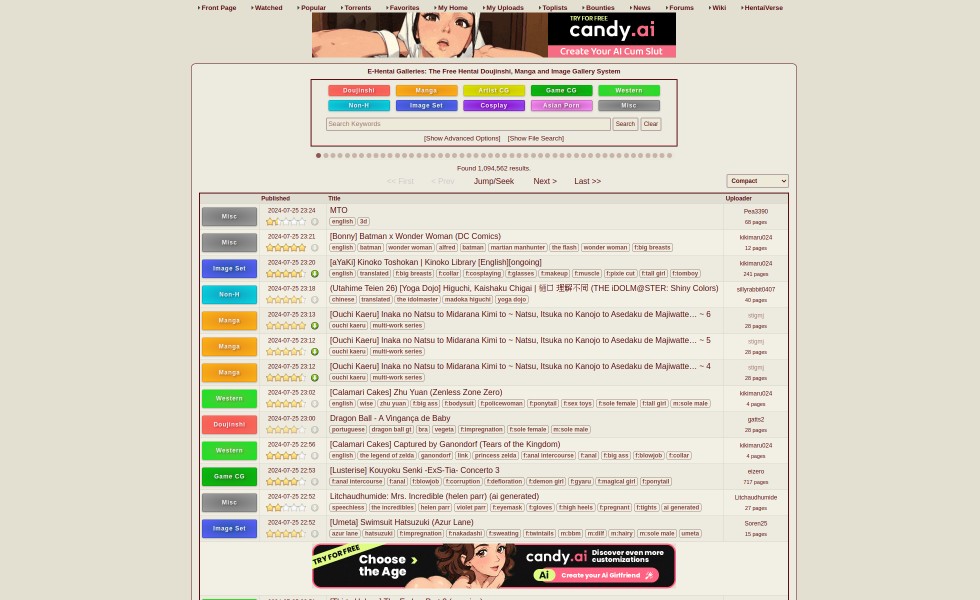 Front Page Watched Popular Torrents Favorites My Home My Uploads Toplists Bounties News Forums Wiki HentaiVerse
TRY FOR FREE
candy.ai
Create Your AI Cum Slut
E-Hentai Galleries: The Free Hentai Doujinshi, Manga and Image Gallery System
Doujinshi Manga Artist CG Game CG Western
Non-H Image Set Cosplay Asian Porn Misc
Search Keywords Search Clear
[Show Advanced Options] [Show File Search]
Found 1,094,562 results.
<< First < Prev Jump/Seek Next > Last >> Compact
Published Title Uploader
Misc 2024-07-25 23:24 MTO Pea3390
english 3d 68 pages
Misc 2024-07-25 23:21 [Bonny] Batman x Wonder Woman (DC Comics) kikimaru024
english batman wonder woman alfred batman martian manhunter the flash wonder woman f:big breasts 12 pages
Image Set 2024-07-25 23:20 [aYaKi] Kinoko Toshokan | Kinoko Library [English][ongoing] kikimaru024
english translated f:big breasts f:collar f:cosplaying f:glasses f:makeup f:muscle f:pixie cut f:tall girl f:tomboy 241 pages
Non-H 2024-07-25 23:18 (Utahime Teien 26) [Yoga Dojo] Higuchi, Kaishaku Chigai | 樋口 理解不同 (THE iDOLM@STER: Shiny Colors) sillyrabbit0407
chinese translated the idolmaster madoka higuchi yoga dojo 40 pages
Manga 2024-07-25 23:13 [Ouchi Kaeru] Inaka no Natsu to Midarana Kimi to ~ Natsu, Itsuka no Kanojo to Asedaku de Majiwatte... ~ 6
ouchi kaeru multi-work series 28 pages
Manga 2024-07-25 23:12 [Ouchi Kaeru] Inaka no Natsu to Midarana Kimi to ~ Natsu, Itsuka no Kanojo to Asedaku de Majiwatte... ~ 5
ouchi kaeru multi-work series 28 pages
Manga 2024-07-25 23:12 [Ouchi Kaeru] Inaka no Natsu to Midarana Kimi to ~ Natsu, Itsuka no Kanojo to Asedaku de Majiwatte... ~ 4
ouchi kaeru multi-work series 28 pages
Western 2024-07-25 23:02 [Calamari Cakes] Zhu Yuan (Zenless Zone Zero) kikimaru024
english wise zhu yuan f:big ass f:bodysuit f:policewoman f:ponytail f:sex toys f:sole female f:tall girl m:sole male 4 pages
Doujinshi 2024-07-25 23:00 Dragon Ball - A Vingança de Baby gatts2
portuguese dragon ball gt bra vegeta f:impregnation f:sole female m:sole male 28 pages
Western 2024-07-25 22:56 [Calamari Cakes] Captured by Ganondorf (Tears of the Kingdom) kikimaru024
english the legend of zelda ganondorf link princess zelda f:anal intercourse f:anal f:big ass f:blowjob f:collar 4 pages
Game CG 2024-07-25 22:53 [Lusterise] Kouyoku Senki -ExS-Tia- Concerto 3 eizero
f:anal intercourse f:anal f:blowjob f:corruption f:defloration f:demon girl f:gyaru f:magical girl f:ponytail 717 pages
Misc 2024-07-25 22:52 Litchaudhumide: Mrs. Incredible (helen parr) (ai generated) Litchaudhumide
speechless the incredibles helen parr violet parr f:eyemask f:gloves f:high heels f:pregnant f:tights ai generated 27 pages
Image Set 2024-07-25 22:52 [Umeta] Swimsuit Hatsuzuki (Azur Lane) Soren25
azur lane hatsuzuki f:impregnation f:nakadashi f:sweating f:twintails m:bbm m:dilf m:hairy m:sole male umeta 15 pages
TRY FOR FREE
Choose the Age
candy.ai Discover even more customizations
Ai Create your Ai Girlfriend